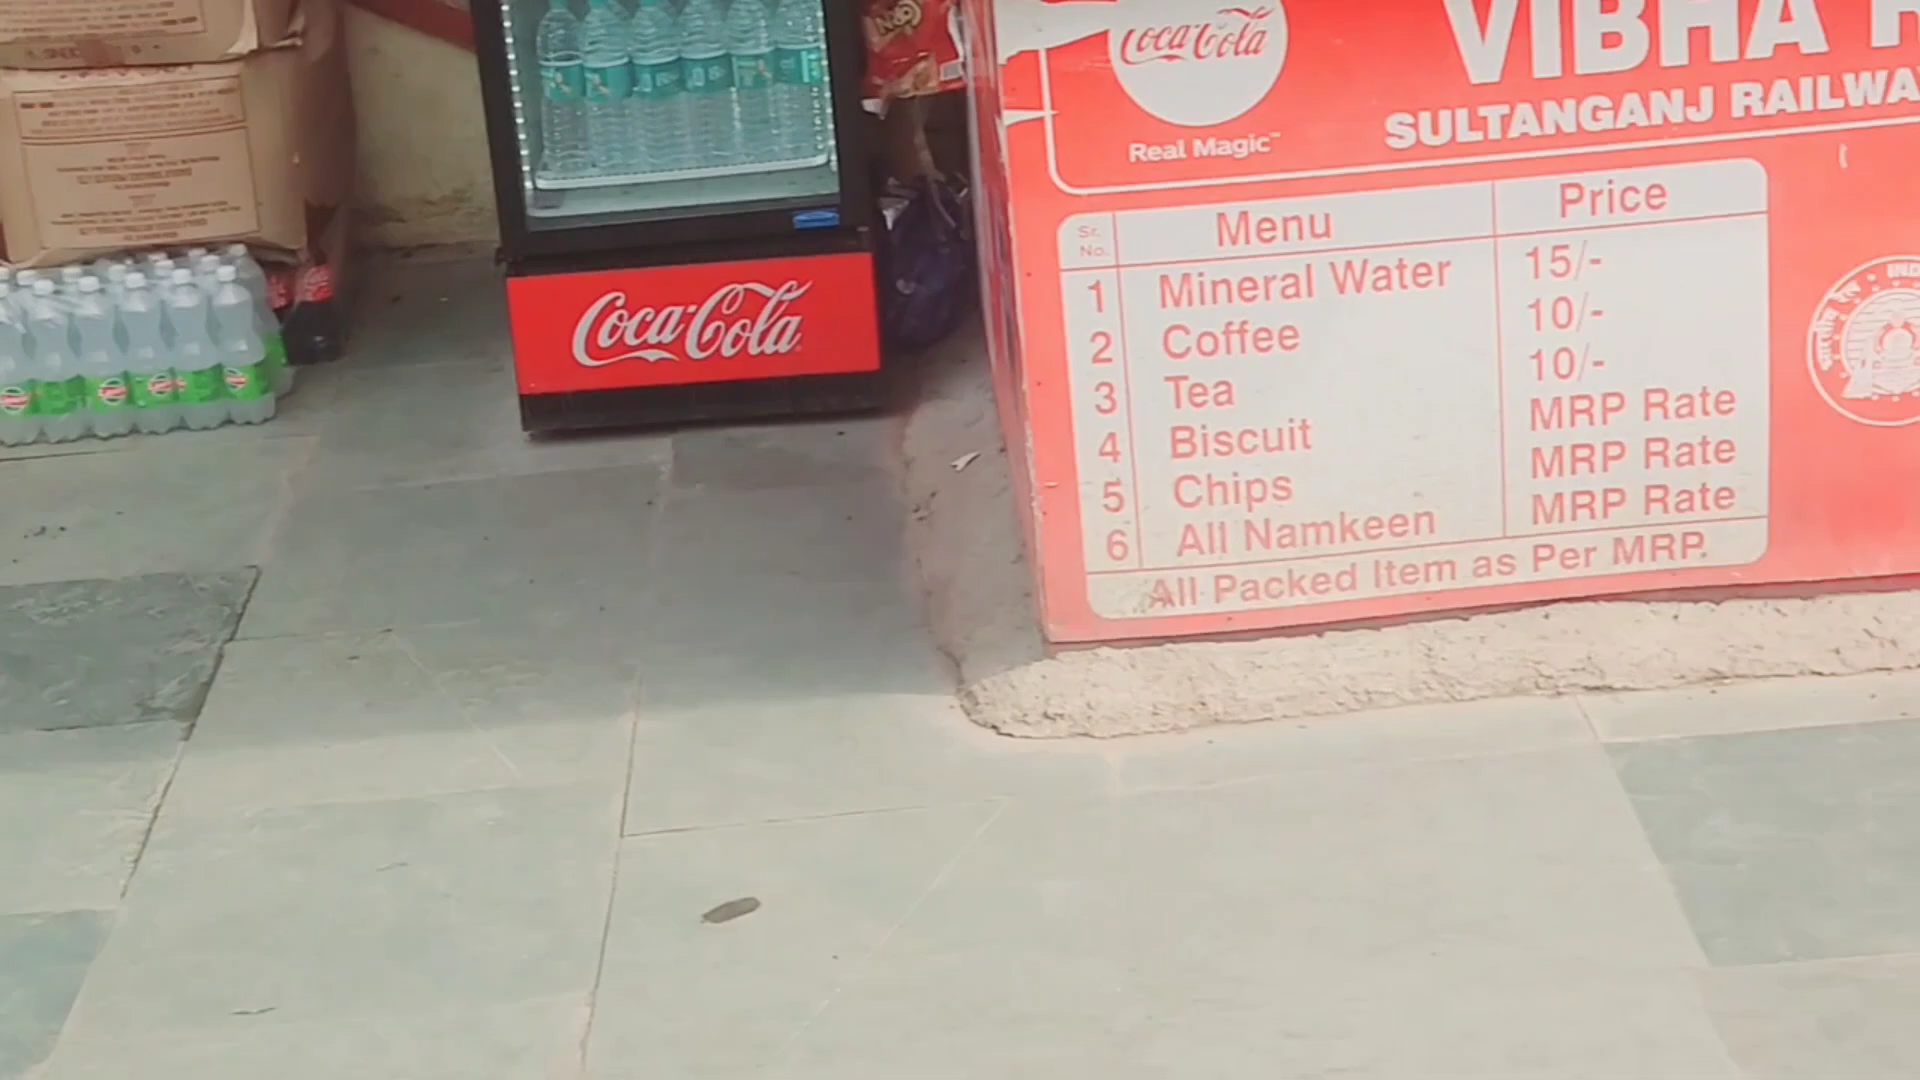 Coca-Cola
Real Magic™
VIBHA
SULTANGANJ RAILWA
Sr. No. Menu Price
1 Mineral Water 15/-
2 Coffee 10/-
3 Tea 10/-
4 Biscuit MRP Rate
5 Chips MRP Rate
6 All Namkeen MRP Rate
All Packed Item as Per MRP.
Coca-Cola